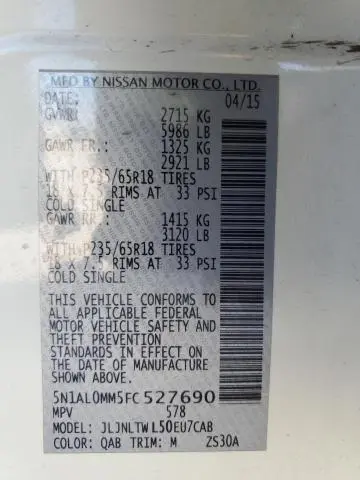 MFD BY NISSAN MOTOR CO., LTD.
DATE: 04/15
GVWR: 2715 KG
5986 LB
GAWR FR.: 1325 KG
2921 LB
WITH P235/65R18 TIRES
18 X 7.5 RIMS AT 33 PSI
COLD SINGLE
GAWR RR.: 1415 KG
3120 LB
WITH P235/65R18 TIRES
18 X 7.5 RIMS AT 33 PSI
COLD SINGLE
THIS VEHICLE CONFORMS TO
ALL APPLICABLE FEDERAL
MOTOR VEHICLE SAFETY AND
THEFT PREVENTION
STANDARDS IN EFFECT ON
THE DATE OF MANUFACTURE
SHOWN ABOVE.
5N1AL0MM5FC527690
MPV 578
MODEL: JLJNLTWL50EU7CAB
COLOR: QAB TRIM: M ZS30A